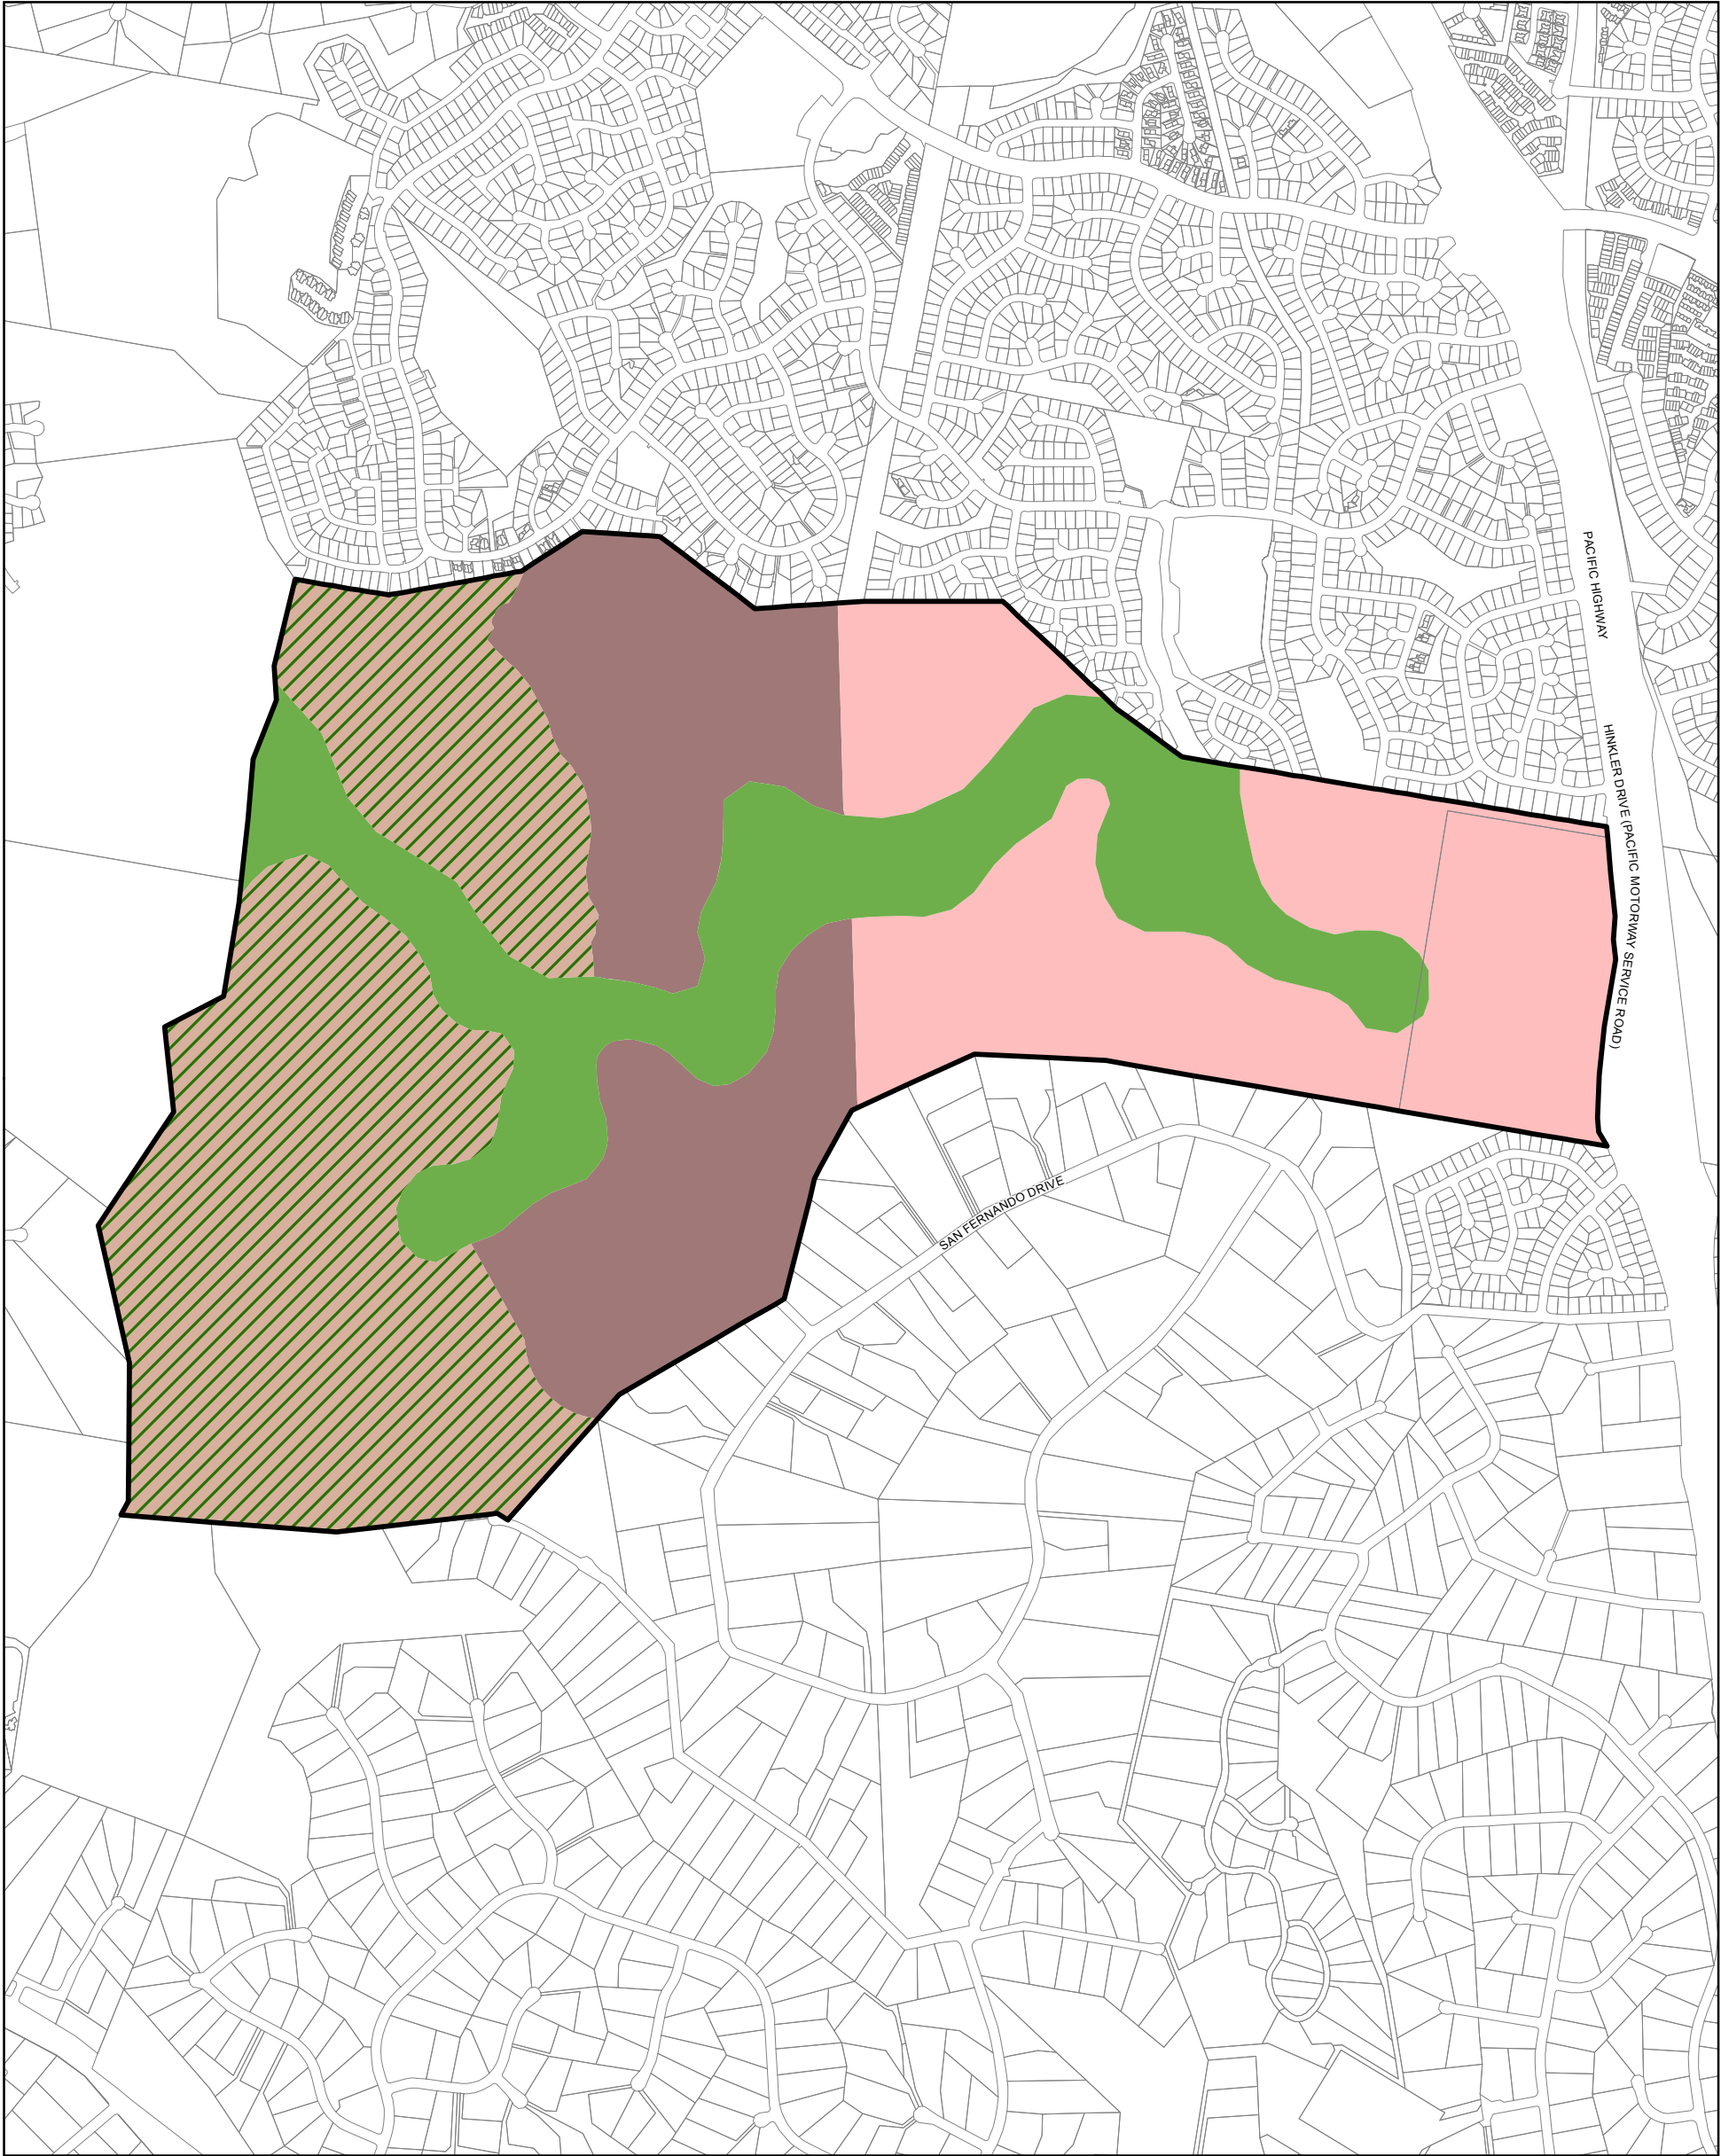 PACIFIC HIGHWAY
HINKLER DRIVE (PACIFIC MOTORWAY SERVICE ROAD)
SAN FERNANDO DRIVE